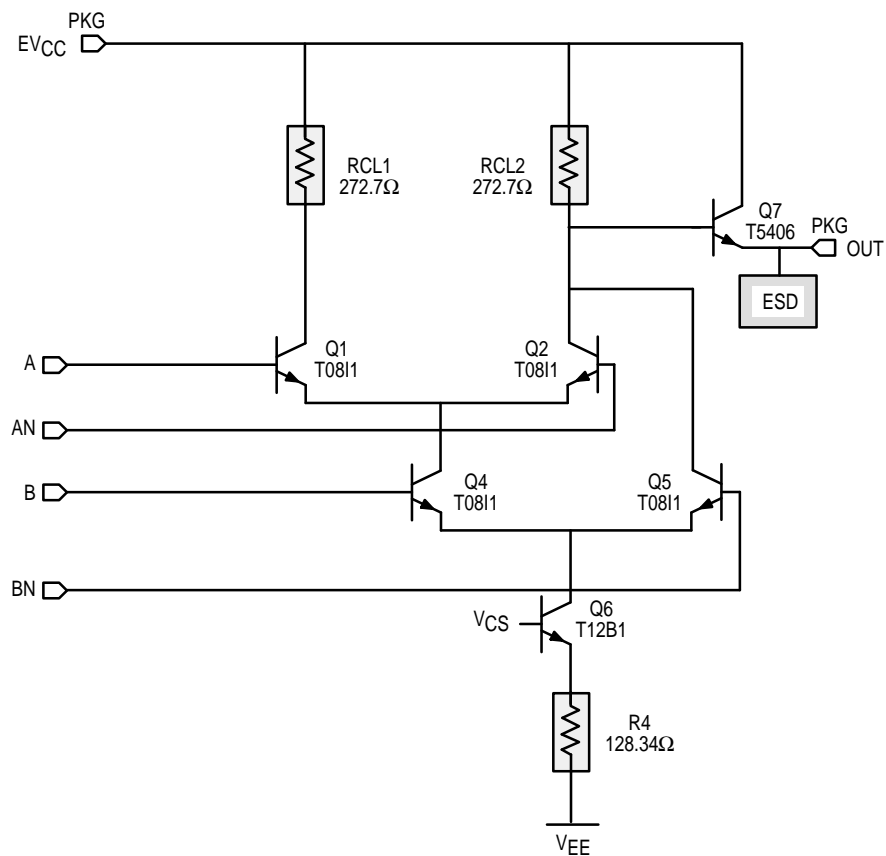 PKG
EVCC
RCL1
272.7Ω
RCL2
272.7Ω
Q7
T5406
PKG
OUT
ESD
A
Q1
T08I1
Q2
T08I1
AN
B
Q4
T08I1
Q5
T08I1
BN
VCS
Q6
T12B1
R4
128.34Ω
VEE